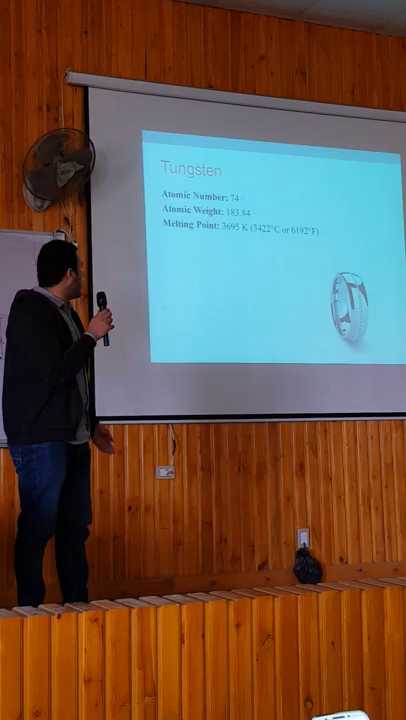 Tungsten
Atomic Number: 74
Atomic Weight: 183.84
Melting Point: 3695 K (3422°C or 6192°F)